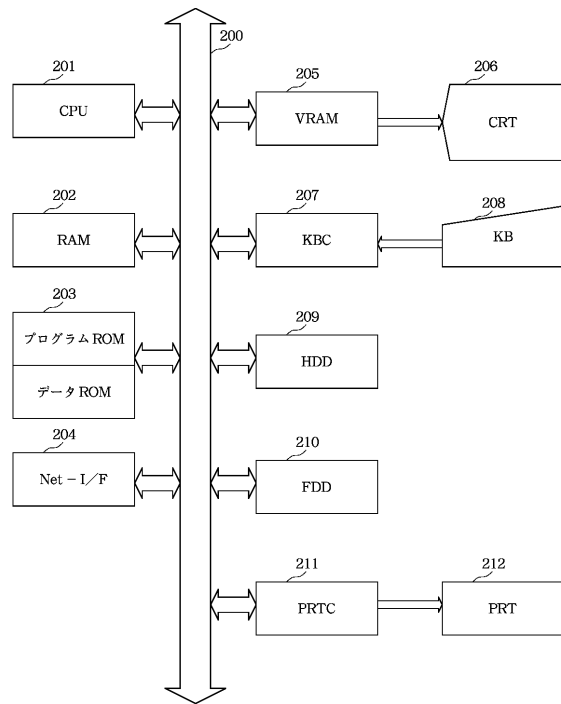 200
201
CPU
205
VRAM
206
CRT
202
RAM
207
KBC
208
KB
203
プログラムROM
データROM
209
HDD
204
Net－I／F
210
FDD
211
PRTC
212
PRT